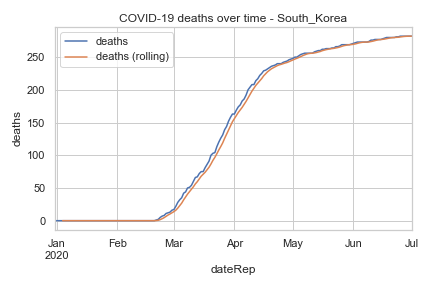 COVID-19 deaths over time - South_Korea
deaths
deaths (rolling)
deaths
250
200
150
100
50
0
Jan Feb Mar Apr May Jun Jul
2020
dateRep